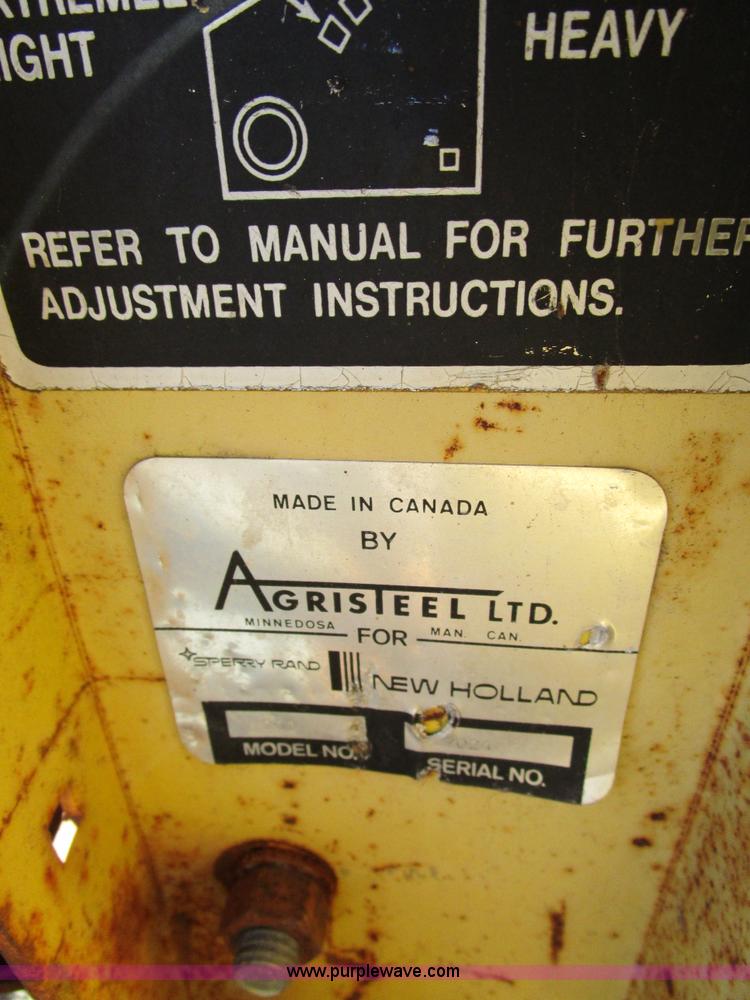 HEAVY
IGHT
REFER TO MANUAL FOR FURTHER
ADJUSTMENT INSTRUCTIONS.
MADE IN CANADA
BY
AGRISTEEL LTD.
MINNEDOSA FOR MAN. CAN.
SPERRY RAND NEW HOLLAND
MODEL NO. SERIAL NO.
www.purplewave.com